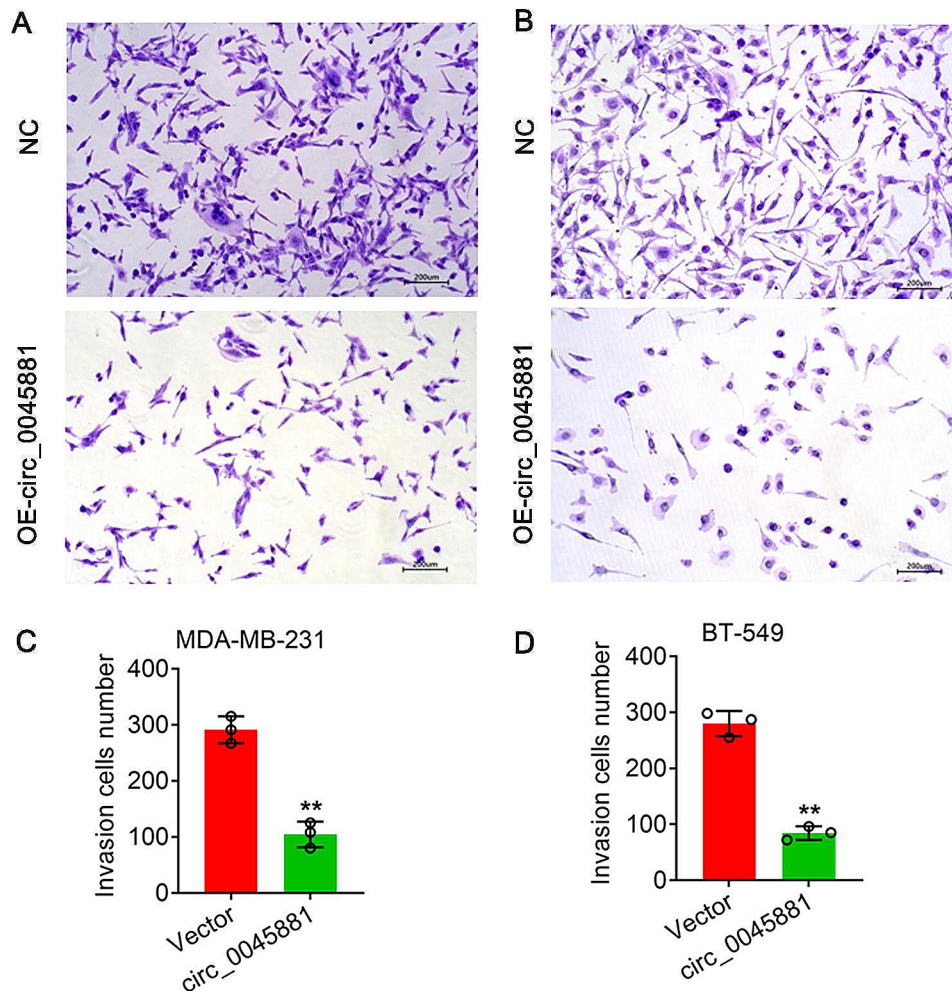 A
B
NC
NC
200um
200um
OE-circ_0045881
OE-circ_0045881
200um
200um
C
MDA-MB-231
D
BT-549
Invasion cells number
400
300
200
100
0
**
Vector
circ_0045881
Invasion cells number
400
300
200
100
0
**
Vector
circ_0045881